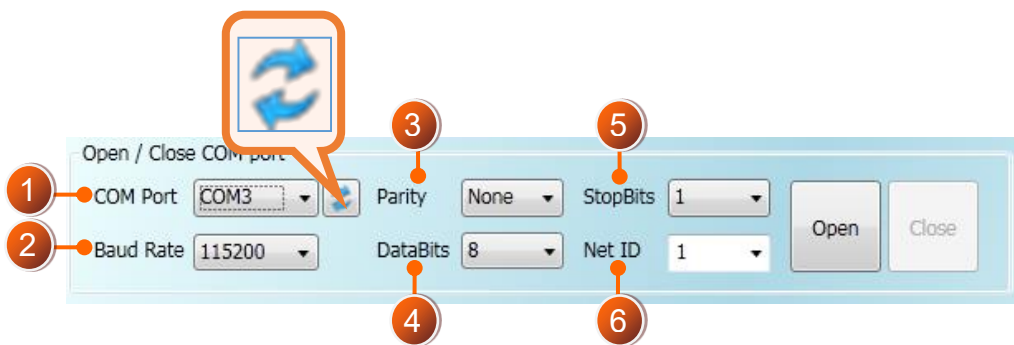 3
5
Open / Close COM port
1
COM Port COM3 Parity None StopBits 1
Open Close
2
Baud Rate 115200 DataBits 8 Net ID 1
4
6